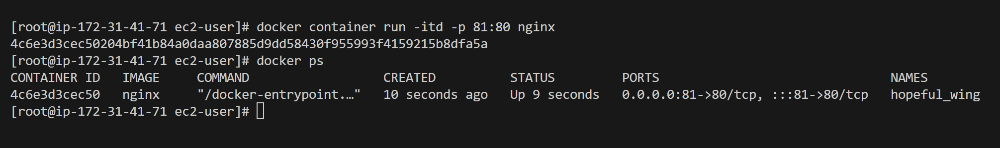 [root@ip-172-31-41-71 ec2-user]# docker container run -itd -p 81:80 nginx
4c6e3d3cec50204bf41b84a0daa807885d9dd58430f955993f4159215b8dfa5a
[root@ip-172-31-41-71 ec2-user]# docker ps
CONTAINER ID   IMAGE     COMMAND                  CREATED          STATUS         PORTS                               NAMES
4c6e3d3cec50   nginx     "/docker-entrypoint.…"   10 seconds ago   Up 9 seconds   0.0.0.0:81->80/tcp, :::81->80/tcp   hopeful_wing
[root@ip-172-31-41-71 ec2-user]#